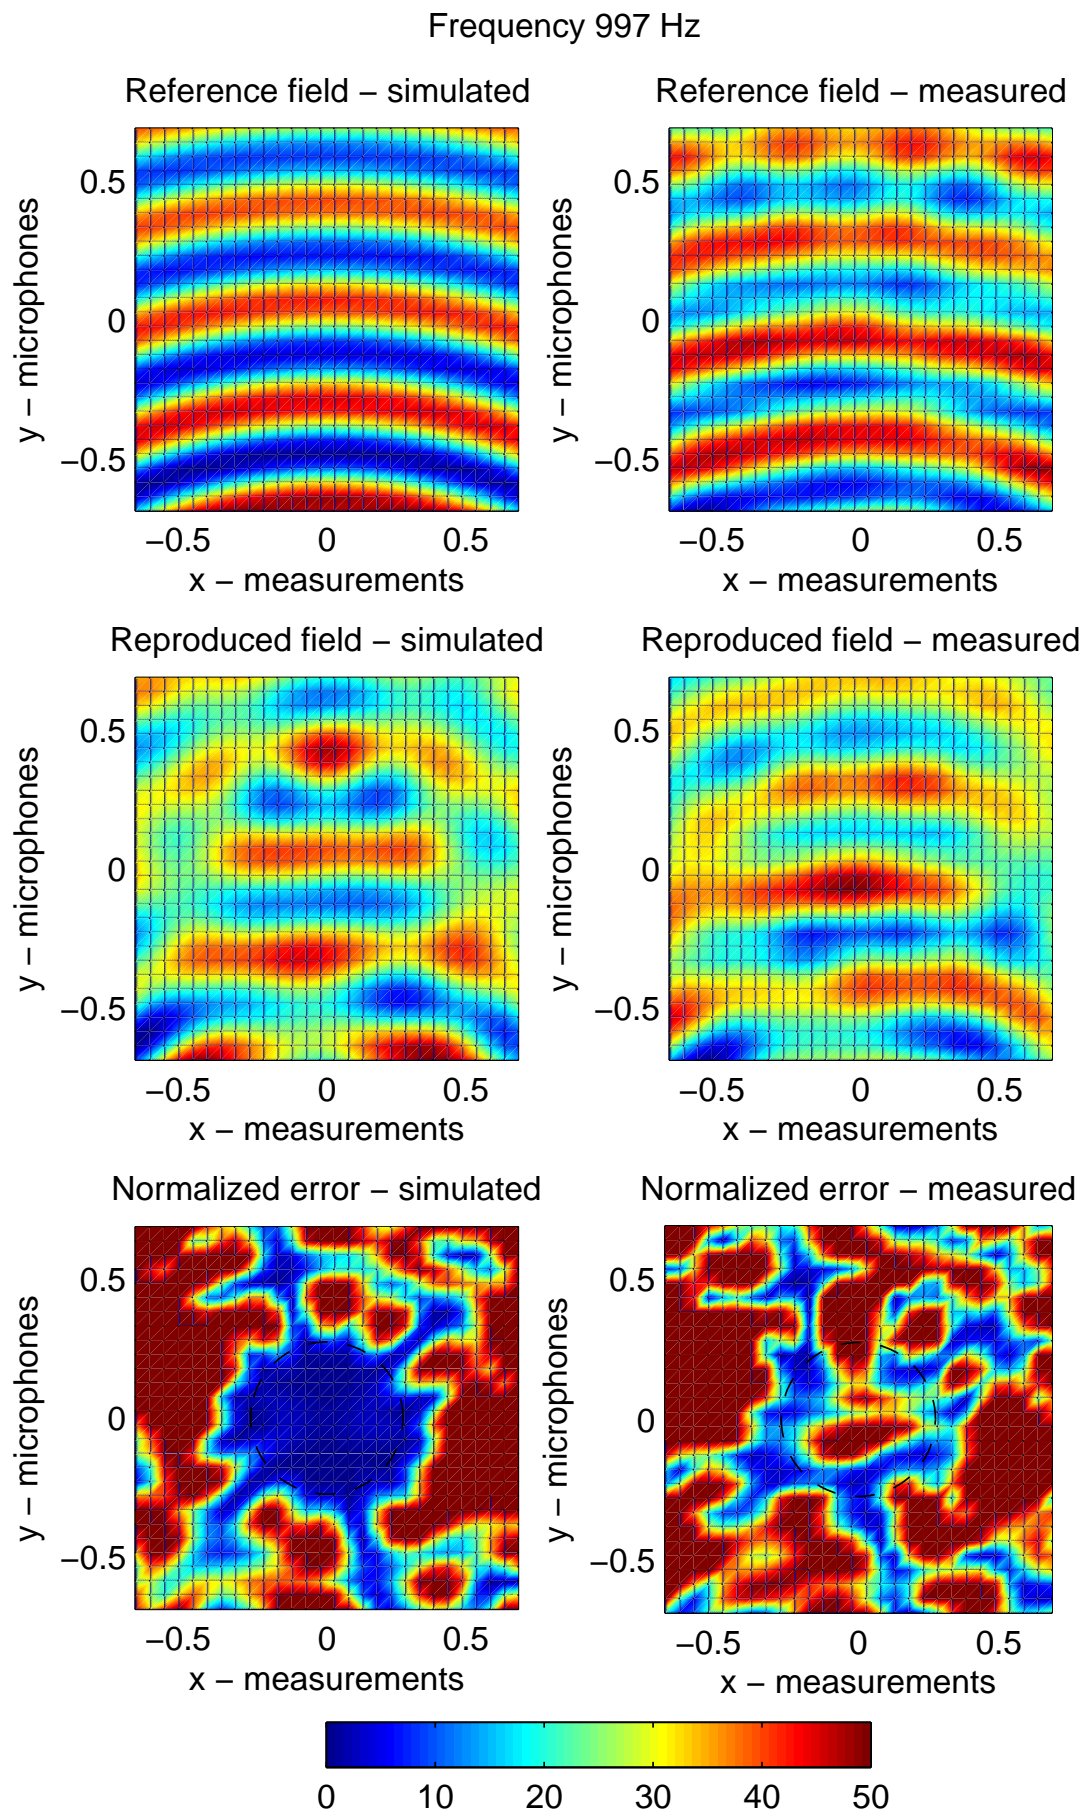 Frequency 997 Hz
Reference field – simulated
Reference field – measured
y – microphones
0.5
0
−0.5
−0.5 0 0.5
x – measurements
y – microphones
0.5
0
−0.5
−0.5 0 0.5
x – measurements
Reproduced field – simulated
Reproduced field – measured
y – microphones
0.5
0
−0.5
−0.5 0 0.5
x – measurements
y – microphones
0.5
0
−0.5
−0.5 0 0.5
x – measurements
Normalized error – simulated
Normalized error – measured
y – microphones
0.5
0
−0.5
−0.5 0 0.5
x – measurements
y – microphones
0.5
0
−0.5
−0.5 0 0.5
x – measurements
0 10 20 30 40 50